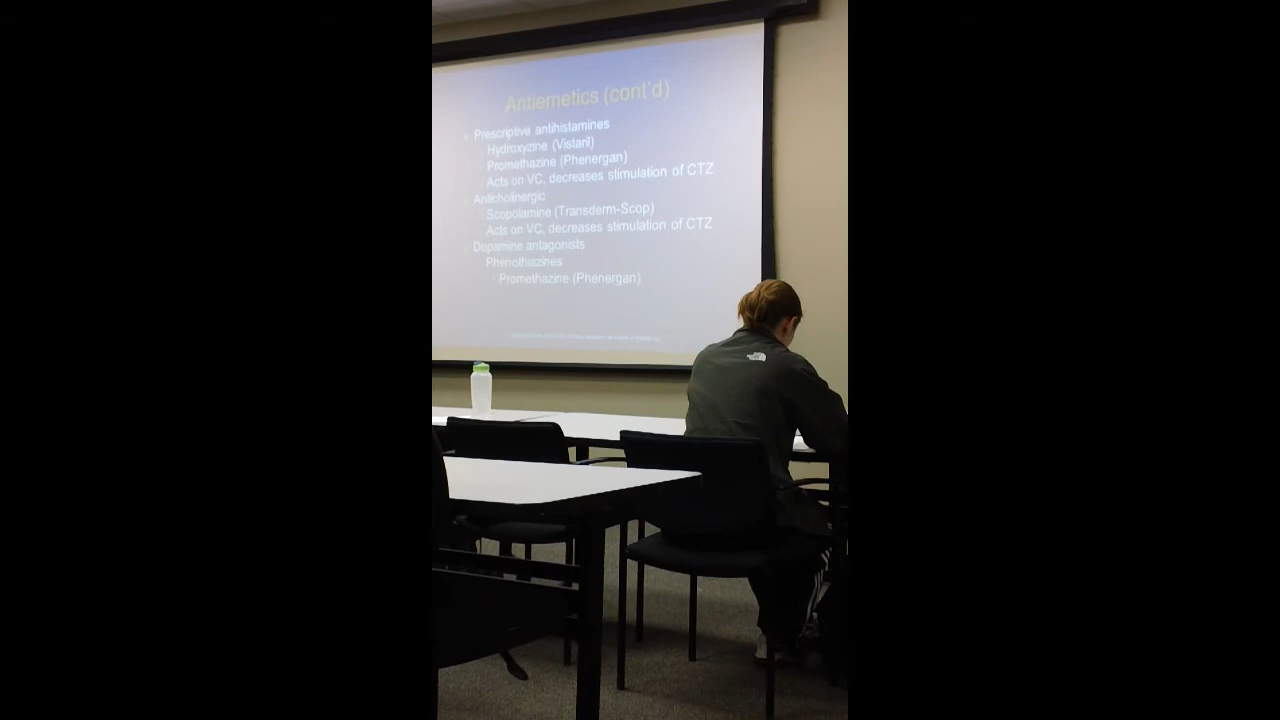 Antiemetics (cont'd)
Prescriptive antihistamines
Hydroxyzine (Vistaril)
Promethazine (Phenergan)
Acts on VC, decreases stimulation of CTZ
Anticholinergic
Scopolamine (Transderm-Scop)
Acts on VC, decreases stimulation of CTZ
Dopamine antagonists
Phenothiazines
Promethazine (Phenergan)